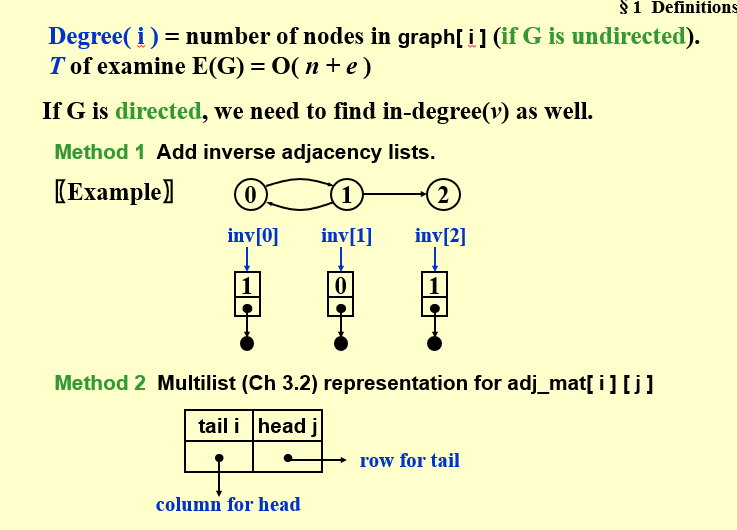 §1 Definitions
Degree( i ) = number of nodes in graph[ i ] (if G is undirected).
T of examine E(G) = O( n + e )
If G is directed, we need to find in-degree(v) as well.
Method 1 Add inverse adjacency lists.
〖Example〗
0 1 2
inv[0] inv[1] inv[2]
1 0 1
Method 2 Multilist (Ch 3.2) representation for adj_mat[ i ] [ j ]
tail i head j
row for tail
column for head